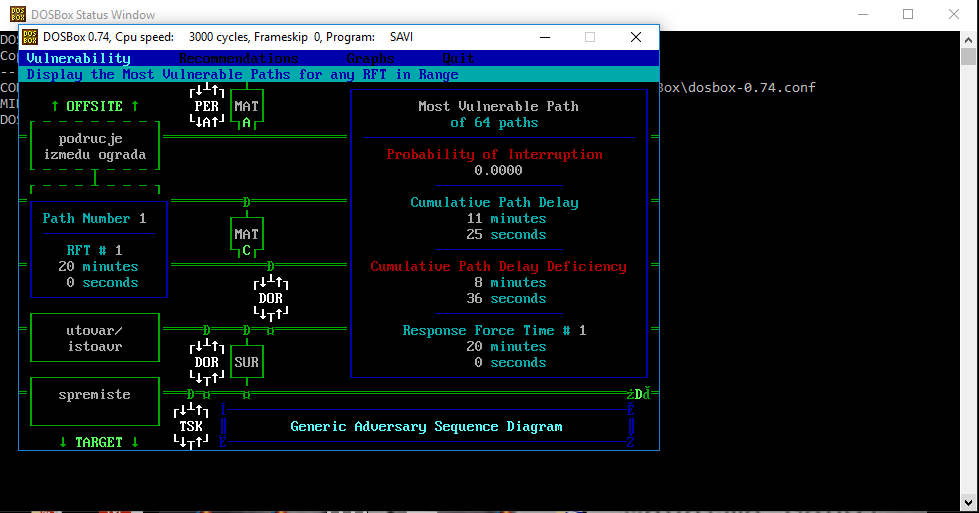 DOSBox Status Window
DOSBox 0.74, Cpu speed: 3000 cycles, Frameskip 0, Program: SAVI
Vulnerability Recommendations Graphs Quit
Display the Most Vulnerable Paths for any RFT in Range
Box\dosbox-0.74.conf
↑ OFFSITE ↑
PER
MAT
A
podrucje
izmedu ograda
D
MAT
C
Path Number 1
RFT # 1
20 minutes
0 seconds
D
DOR
utovar/
istoavr
D D ¤
DOR
SUR
spremiste
D ¤ ¤
TSK
↓ TARGET ↓
Most Vulnerable Path
of 64 paths
Probability of Interruption
0.0000
Cumulative Path Delay
11 minutes
25 seconds
Cumulative Path Delay Deficiency
8 minutes
36 seconds
Response Force Time # 1
20 minutes
0 seconds
żDđ
Generic Adversary Sequence Diagram